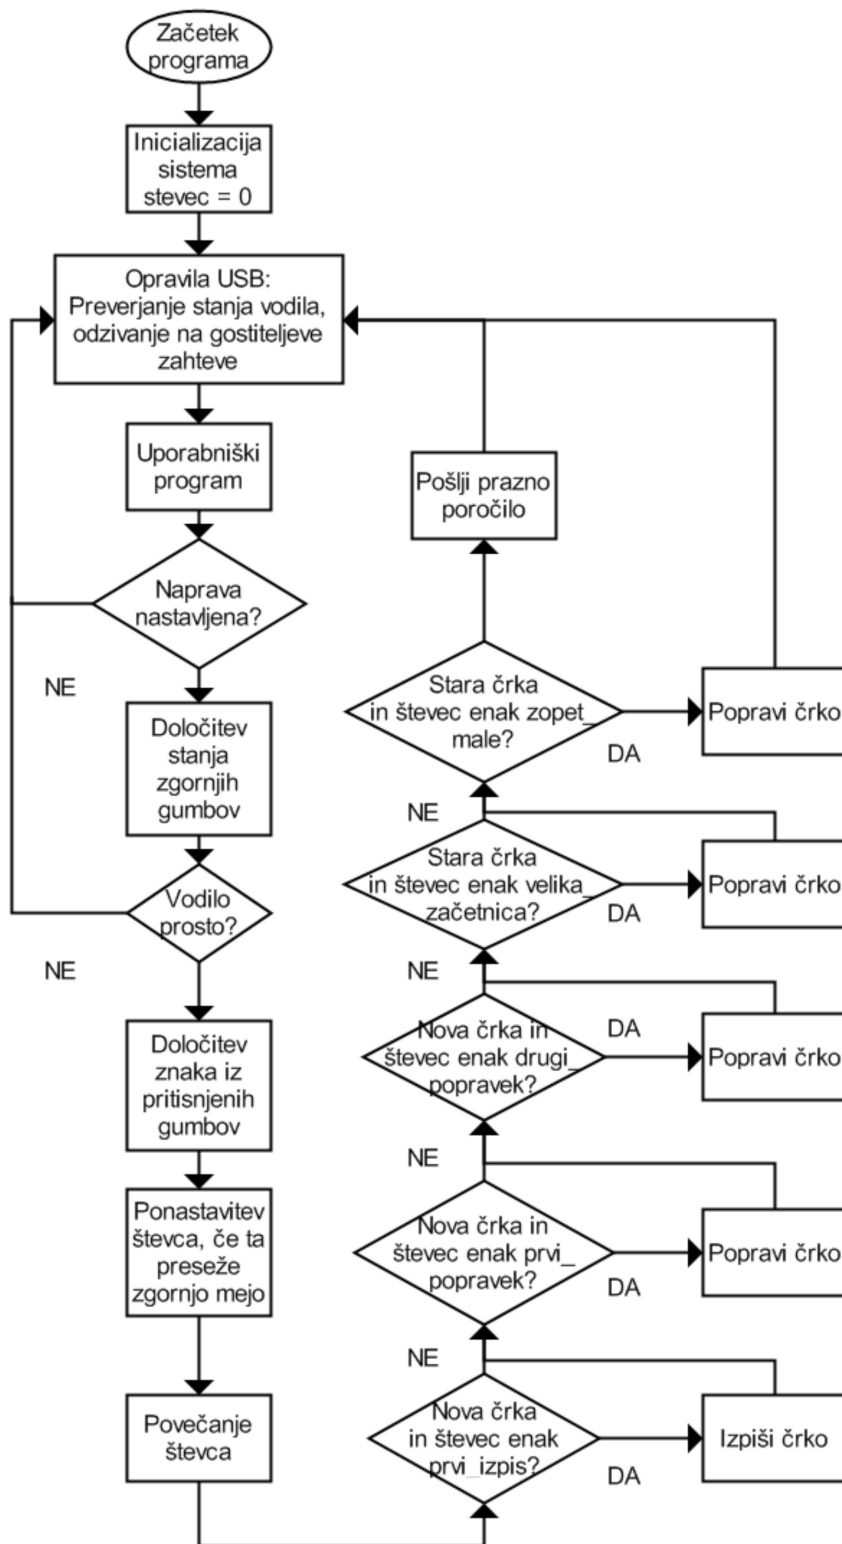 Začetek
programa
Inicializacija
sistema
stevec = 0
Opravila USB:
Preverjanje stanja vodila,
odzivanje na gostiteljeve
zahteve
Uporabniški
program
Naprava
nastavljena?
NE
Določitev
stanja
zgornjih
gumbov
Vodilo
prosto?
NE
Določitev
znaka iz
pritisnjenih
gumbov
Ponastavitev
števca, če ta
preseže
zgornjo mejo
Povečanje
števca
Nova črka
in števec enak
prvi_izpis?
DA
Izpiši črko
NE
Nova črka in
števec enak prvi_
popravek?
DA
Popravi črko
NE
Nova črka in
števec enak drugi_
popravek?
DA
Popravi črko
NE
Stara črka
in števec enak velika_
začetnica?
DA
Popravi črko
NE
Stara črka
in števec enak zopet_
male?
DA
Popravi črko
Pošlji prazno
poročilo